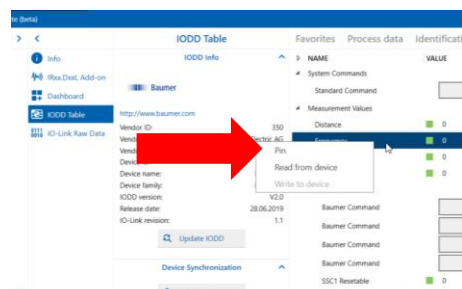 te (beta)
IODD Table
Favorites Process data Identificati
Info
IRxx.DxxL Add-on
Dashboard
IODD Table
IO-Link Raw Data
IODD Info
Baumer
http://www.baumer.com
Vendor ID: 350
Vend Electric AG
Vend
Device
Device name:
Device family:
IODD version: V2.0
Release date: 28.06.2019
IO-Link revision: 1.1
Update IODD
Device Synchronization
NAME VALUE
System Commands
Standard Command
Measurement Values
Distance 0
0
Pin
0
Read from device
0
Write to device
Baumer Command
Baumer Command
Baumer Command
Baumer Command
SSC1 Resetable 0